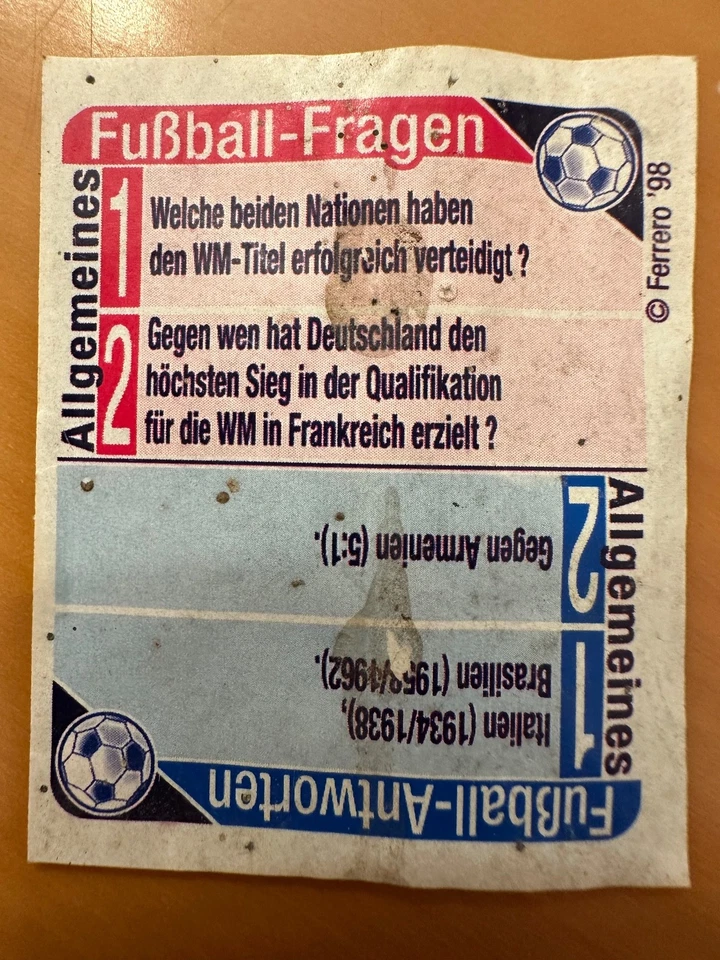 Fußball-Fragen
© Ferrero '98
Allgemeines
1
Welche beiden Nationen haben
den WM-Titel erfolgreich verteidigt ?
2
Gegen wen hat Deutschland den
höchsten Sieg in der Qualifikation
für die WM in Frankreich erzielt ?
Fußball-Antworten
Allgemeines
1
Italien (1934/1938),
Brasilien (1958/1962).
2
Gegen Armenien (5:1).